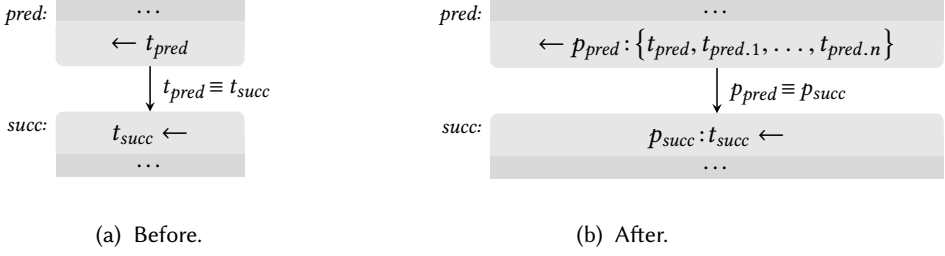 pred:
...
← t_pred
t_pred ≡ t_succ
succ:
t_succ ←
...
(a) Before.
pred:
...
← p_pred : {t_pred, t_pred.1, . . . , t_pred.n}
p_pred ≡ p_succ
succ:
p_succ : t_succ ←
...
(b) After.